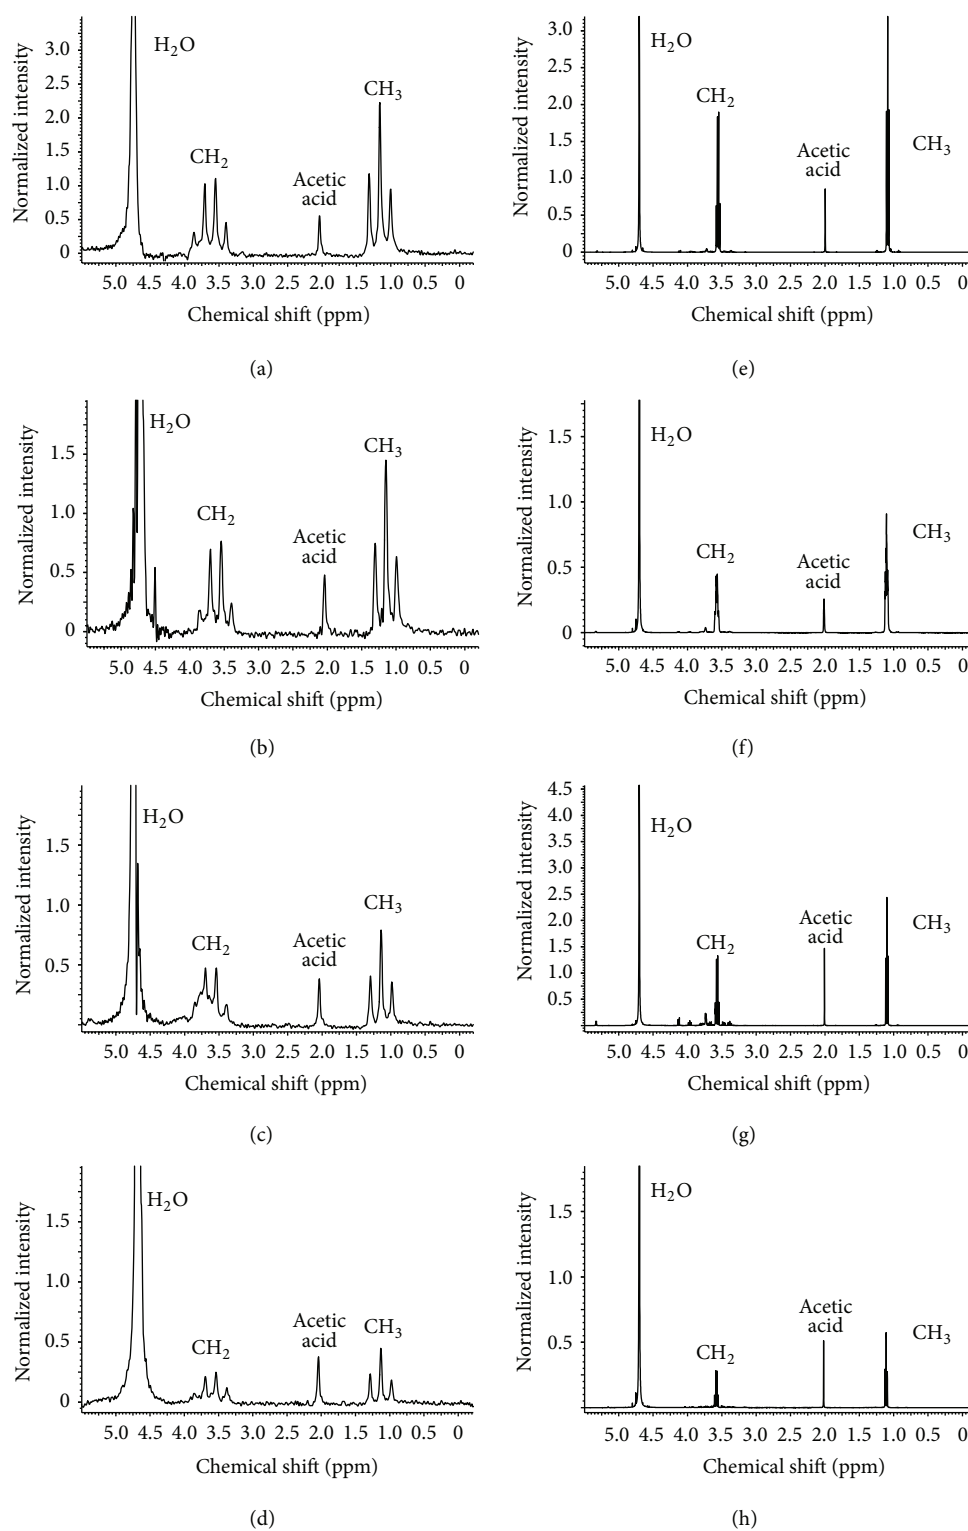 Normalized intensity
3.0
2.5
2.0
1.5
1.0
0.5
0
H₂O
CH₂
Acetic
acid
CH₃
5.0 4.5 4.0 3.5 3.0 2.5 2.0 1.5 1.0 0.5 0
Chemical shift (ppm)
(a)
Normalized intensity
3.0
2.5
2.0
1.5
1.0
0.5
0
H₂O
CH₂
Acetic
acid
CH₃
5.0 4.5 4.0 3.5 3.0 2.5 2.0 1.5 1.0 0.5 0
Chemical shift (ppm)
(e)
Normalized intensity
1.5
1.0
0.5
0
H₂O
CH₂
Acetic
acid
CH₃
5.0 4.5 4.0 3.5 3.0 2.5 2.0 1.5 1.0 0.5 0
Chemical shift (ppm)
(b)
Normalized intensity
1.5
1.0
0.5
0
H₂O
CH₂
Acetic
acid
CH₃
5.0 4.5 4.0 3.5 3.0 2.5 2.0 1.5 1.0 0.5 0
Chemical shift (ppm)
(f)
Normalized intensity
1.5
1.0
0.5
H₂O
CH₂
Acetic
acid
CH₃
5.0 4.5 4.0 3.5 3.0 2.5 2.0 1.5 1.0 0.5 0
Chemical shift (ppm)
(c)
Normalized intensity
4.5
4.0
3.5
3.0
2.5
2.0
1.5
1.0
0.5
H₂O
CH₂
Acetic
acid
CH₃
5.0 4.5 4.0 3.5 3.0 2.5 2.0 1.5 1.0 0.5 0
Chemical shift (ppm)
(g)
Normalized intensity
1.5
1.0
0.5
0
H₂O
CH₂
Acetic
acid
CH₃
5.0 4.5 4.0 3.5 3.0 2.5 2.0 1.5 1.0 0.5 0
Chemical shift (ppm)
(d)
Normalized intensity
1.5
1.0
0.5
H₂O
CH₂
Acetic
acid
CH₃
5.0 4.5 4.0 3.5 3.0 2.5 2.0 1.5 1.0 0.5 0
Chemical shift (ppm)
(h)